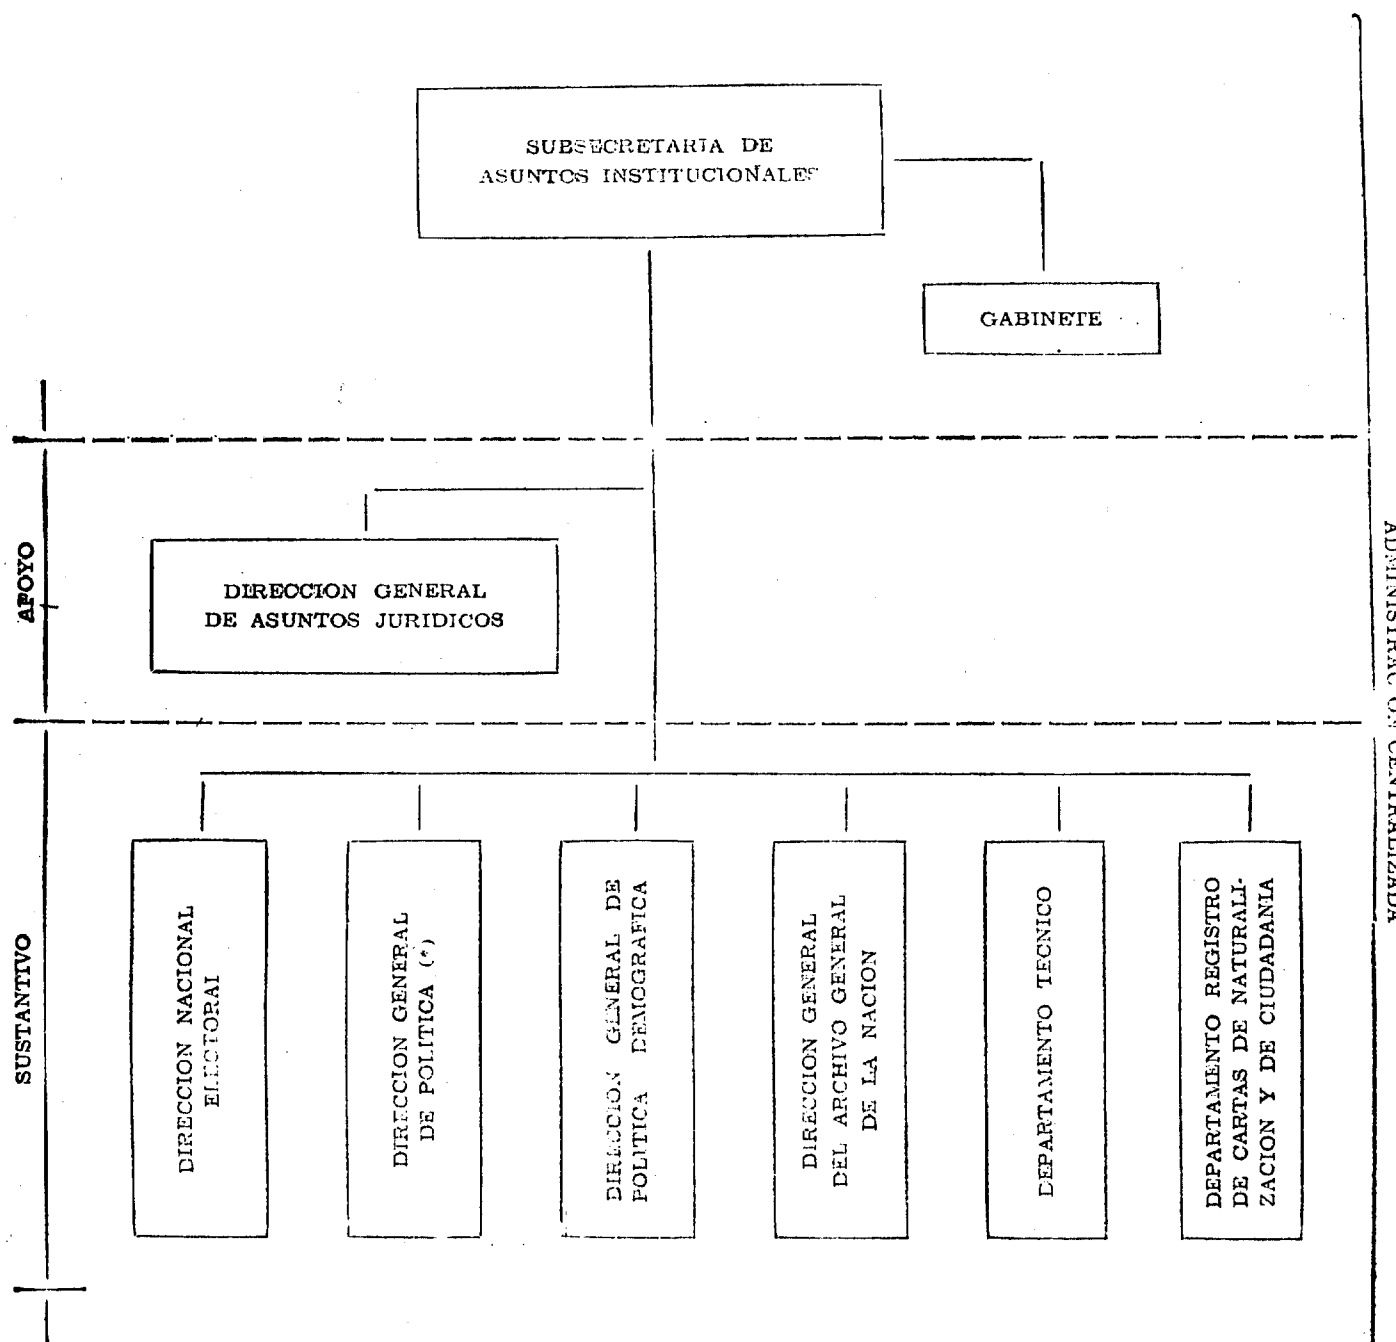 SUBSECRETARIA DE
ASUNTOS INSTITUCIONALES
GABINETE
APOYO
DIRECCION GENERAL
DE ASUNTOS JURIDICOS
SUSTANTIVO
DIRECCION NACIONAL
ELECTORAL
DIRECCION GENERAL
DE POLITICA (*)
DIRECCION GENERAL DE
POLITICA DEMOGRAFICA
DIRECCION GENERAL
DEL ARCHIVO GENERAL
DE LA NACION
DEPARTAMENTO TECNICO
DEPARTAMENTO REGISTRO
DE CARTAS DE NATURALI-
ZACION Y DE CIUDADANIA
ADMINISTRACION CENTRALIZADA